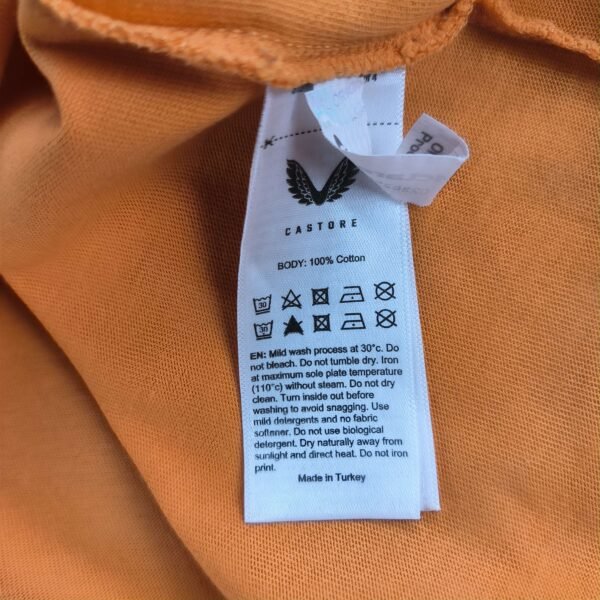 CASTORE
BODY: 100% Cotton
30
30
EN: Mild wash process at 30°c. Do
not bleach. Do not tumble dry. Iron
at maximum sole plate temperature
(110°c) without steam. Do not dry
clean. Turn inside out before
washing to avoid snagging. Use
mild detergents and no fabric
softener. Do not use biological
detergent. Dry naturally away from
sunlight and direct heat. Do not iron
print.
Made in Turkey